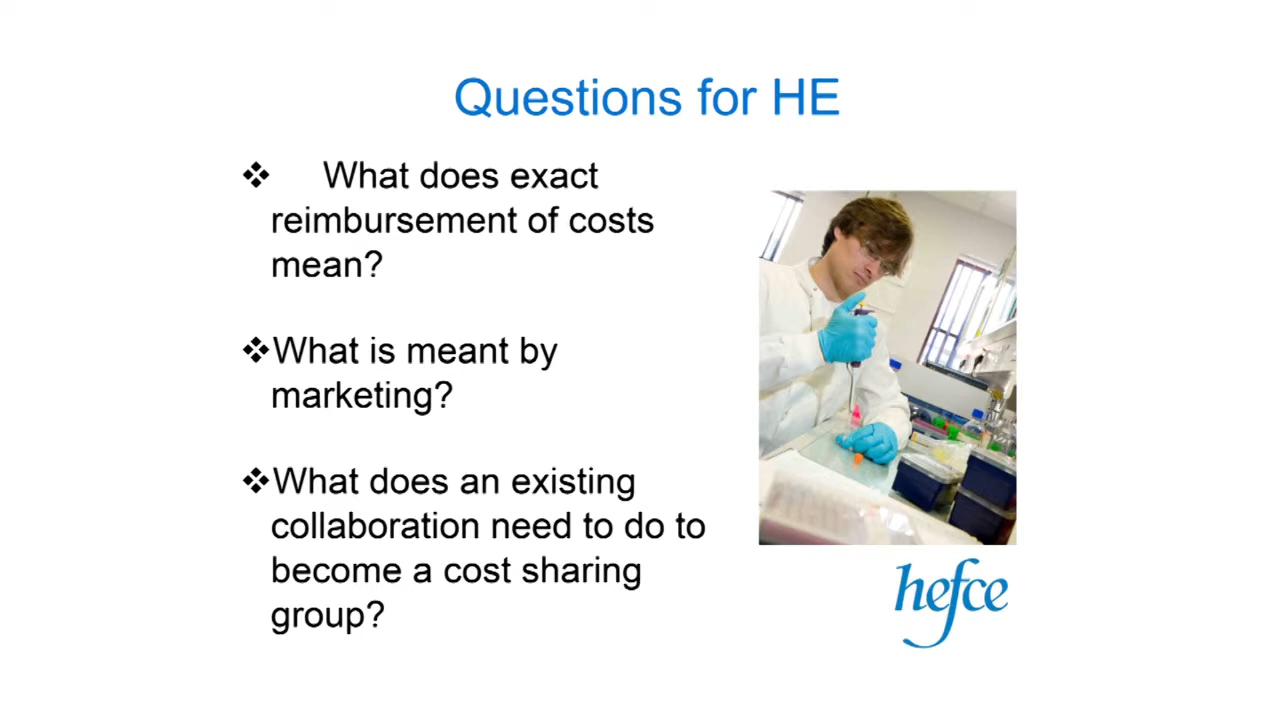 Questions for HE
❖ What does exact
reimbursement of costs
mean?
❖What is meant by
marketing?
❖What does an existing
collaboration need to do to
become a cost sharing
group?
hefce